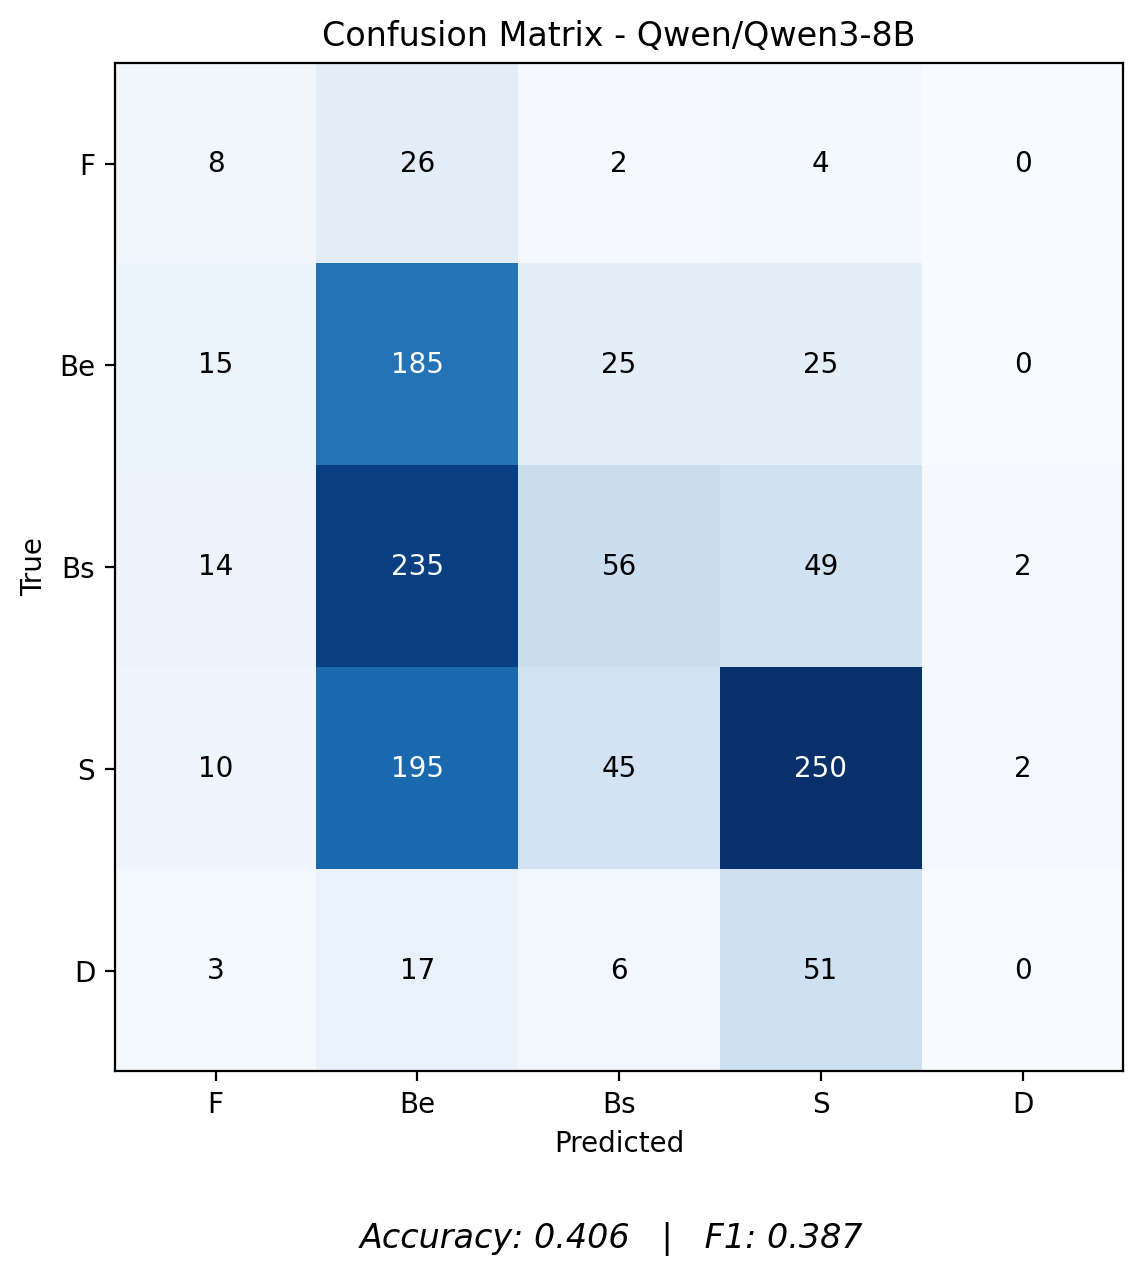 Confusion Matrix - Qwen/Qwen3-8B
F 8 26 2 4 0
Be 15 185 25 25 0
Bs 14 235 56 49 2
S 10 195 45 250 2
D 3 17 6 51 0
True
F Be Bs S D
Predicted
Accuracy: 0.406 | F1: 0.387